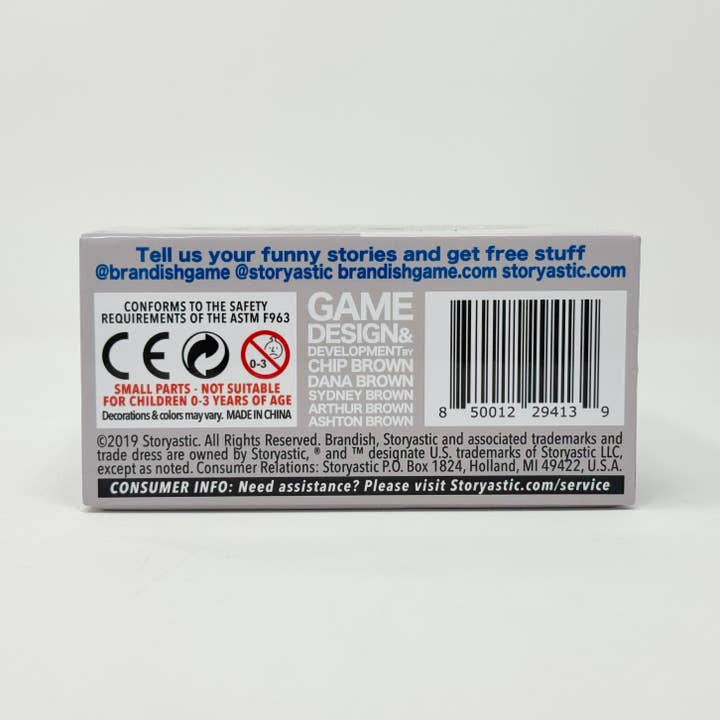 Tell us your funny stories and get free stuff
@brandishgame @storyastic brandishgame.com storyastic.com
CONFORMS TO THE SAFETY
REQUIREMENTS OF THE ASTM F963
CE
0-3
SMALL PARTS - NOT SUITABLE
FOR CHILDREN 0-3 YEARS OF AGE
Decorations & colors may vary. MADE IN CHINA
GAME
DESIGN&
DEVELOPMENT BY
CHIP BROWN
DANA BROWN
SYDNEY BROWN
ARTHUR BROWN
ASHTON BROWN
8 50012 29413 9
©2019 Storyastic. All Rights Reserved. Brandish, Storyastic and associated trademarks and
trade dress are owned by Storyastic, ® and ™ designate U.S. trademarks of Storyastic LLC,
except as noted. Consumer Relations: Storyastic P.O. Box 1824, Holland, MI 49422, U.S.A.
CONSUMER INFO: Need assistance? Please visit Storyastic.com/service